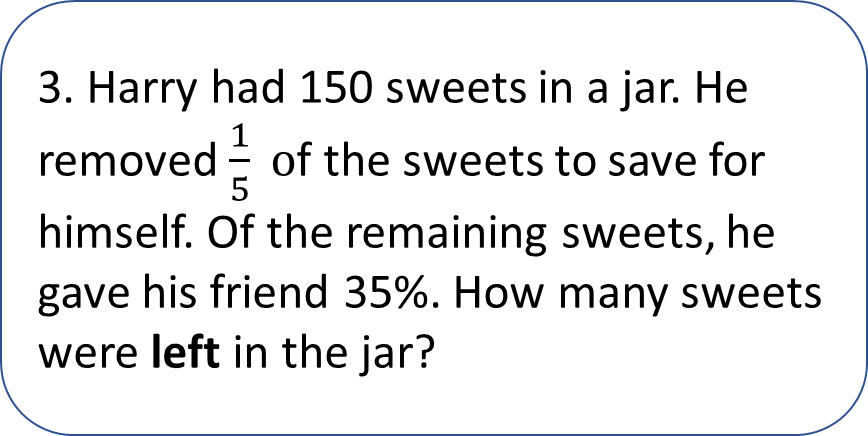 3. Harry had 150 sweets in a jar. He
removed 1/5 of the sweets to save for
himself. Of the remaining sweets, he
gave his friend 35%. How many sweets
were left in the jar?